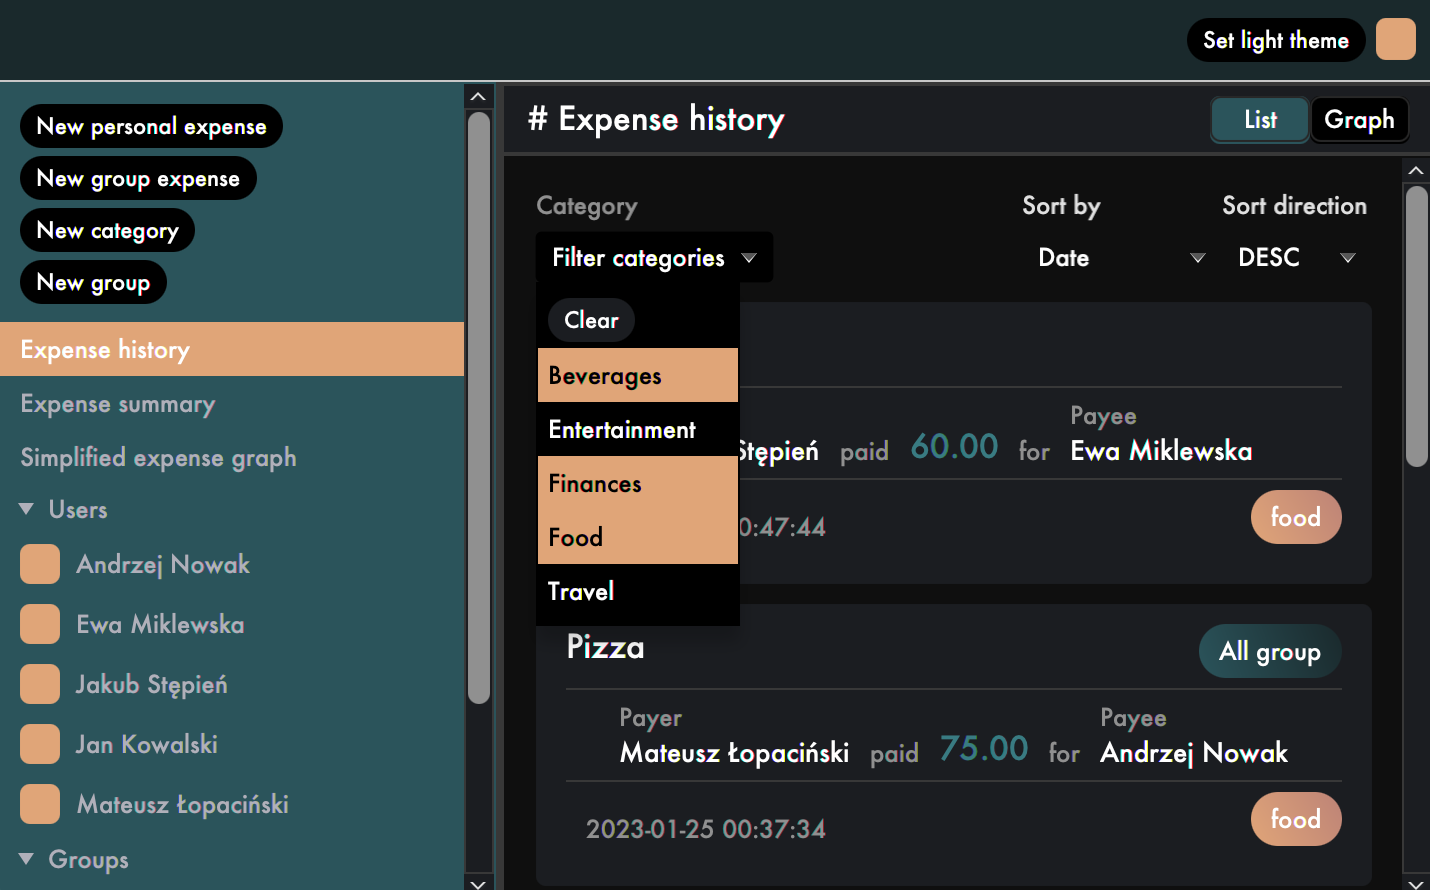 Set light theme
New personal expense
New group expense
New category
New group
Expense history
Expense summary
Simplified expense graph
Users
Andrzej Nowak
Ewa Miklewska
Jakub Stępień
Jan Kowalski
Mateusz Łopaciński
Groups
# Expense history
List Graph
Category Sort by Sort direction
Filter categories Date DESC
Clear
Beverages
Entertainment
Finances
Food
Travel
Payee
Stępień paid 60.00 for Ewa Miklewska
0:47:44 food
Pizza All group
Payer Payee
Mateusz Łopaciński paid 75.00 for Andrzej Nowak
2023-01-25 00:37:34 food